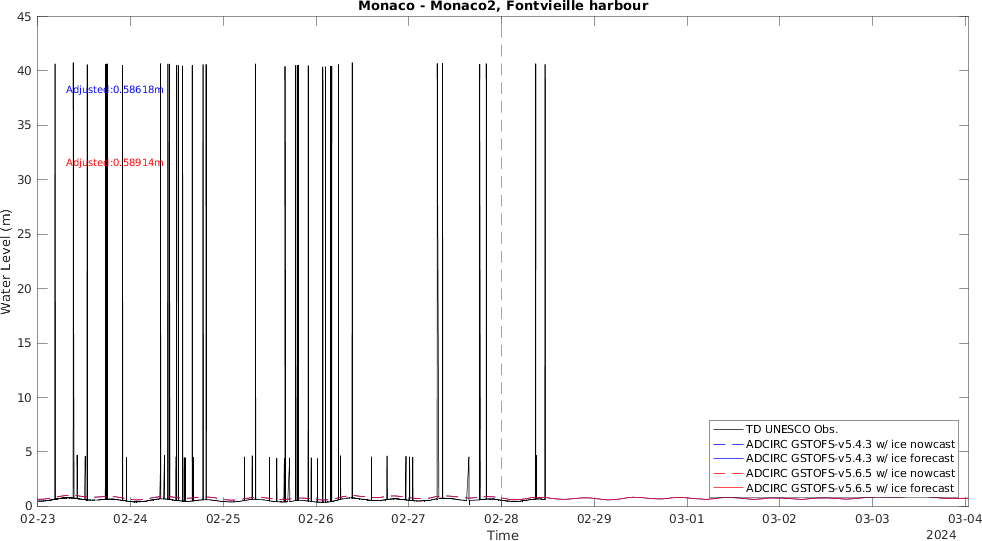 Monaco - Monaco2, Fontvieille harbour
45
40
35
30
25
20
15
10
5
0
Water Level (m)
Adjusted:0.58618m
Adjusted:0.58914m
TD UNESCO Obs.
ADCIRC GSTOFS-v5.4.3 w/ ice nowcast
ADCIRC GSTOFS-v5.4.3 w/ ice forecast
ADCIRC GSTOFS-v5.6.5 w/ ice nowcast
ADCIRC GSTOFS-v5.6.5 w/ ice forecast
02-23 02-24 02-25 02-26 02-27 02-28 02-29 03-01 03-02 03-03 03-04
Time 2024